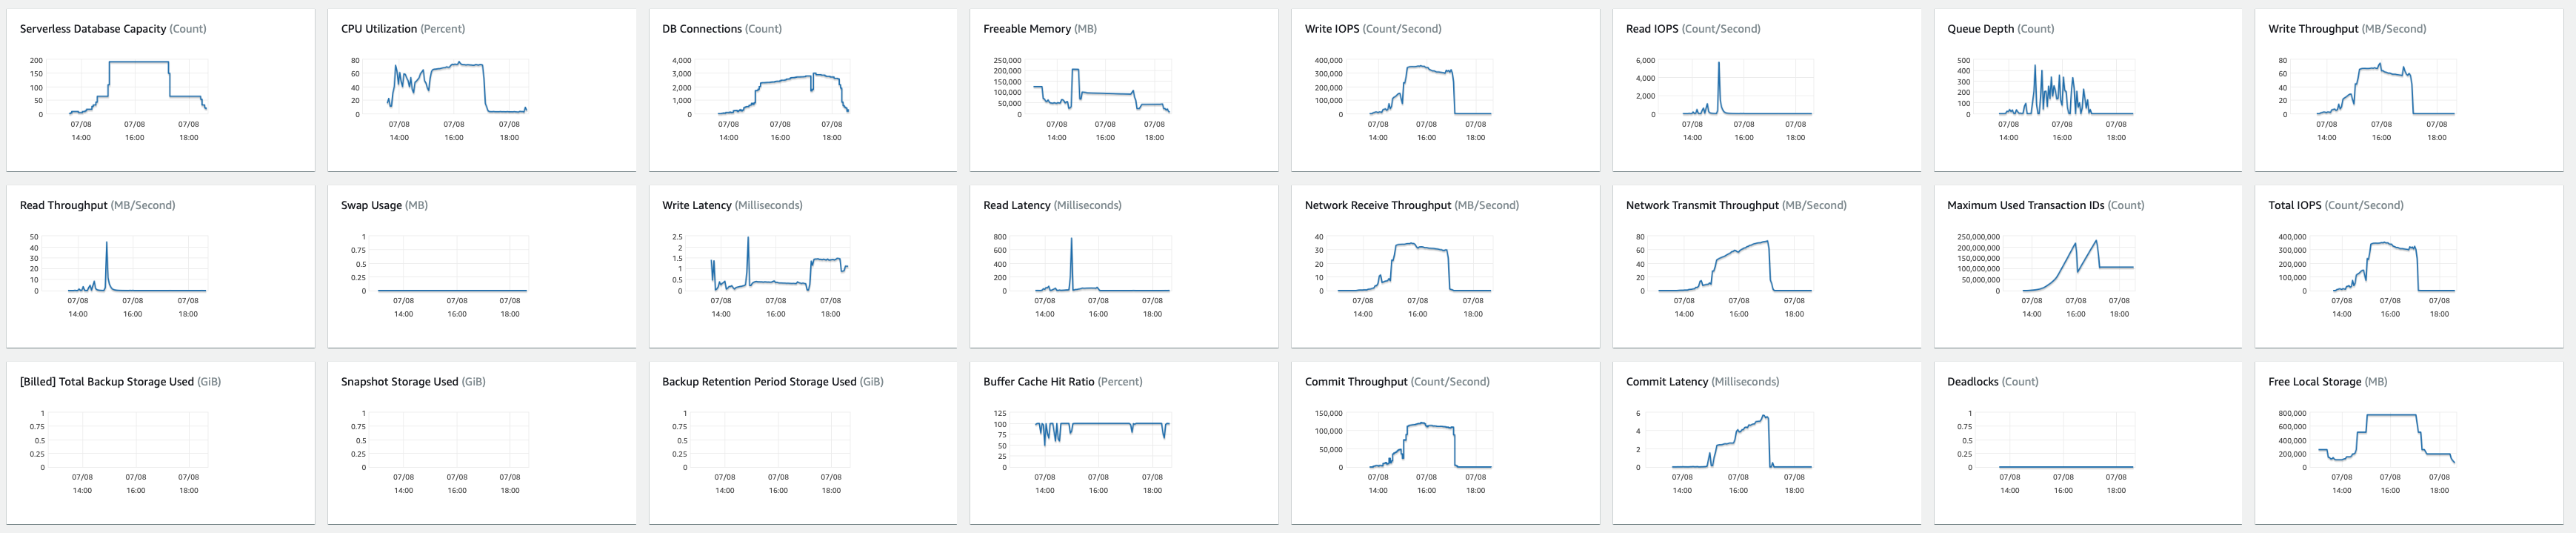 Serverless Database Capacity (Count)
200
150
100
50
0
07/08 07/08 07/08
14:00 16:00 18:00
CPU Utilization (Percent)
80
60
40
20
0
07/08 07/08 07/08
14:00 16:00 18:00
DB Connections (Count)
4,000
3,000
2,000
1,000
0
07/08 07/08 07/08
14:00 16:00 18:00
Freeable Memory (MB)
250,000
200,000
150,000
100,000
50,000
0
07/08 07/08 07/08
14:00 16:00 18:00
Write IOPS (Count/Second)
400,000
300,000
200,000
100,000
0
07/08 07/08 07/08
14:00 16:00 18:00
Read IOPS (Count/Second)
6,000
4,000
2,000
0
07/08 07/08 07/08
14:00 16:00 18:00
Queue Depth (Count)
500
400
300
200
100
0
07/08 07/08 07/08
14:00 16:00 18:00
Write Throughput (MB/Second)
80
60
40
20
0
07/08 07/08 07/08
14:00 16:00 18:00
Read Throughput (MB/Second)
50
40
30
20
10
0
07/08 07/08 07/08
14:00 16:00 18:00
Swap Usage (MB)
1
0.75
0.5
0.25
0
07/08 07/08 07/08
14:00 16:00 18:00
Write Latency (Milliseconds)
2.5
2
1.5
1
0.5
0
07/08 07/08 07/08
14:00 16:00 18:00
Read Latency (Milliseconds)
800
600
400
200
0
07/08 07/08 07/08
14:00 16:00 18:00
Network Receive Throughput (MB/Second)
40
30
20
10
0
07/08 07/08 07/08
14:00 16:00 18:00
Network Transmit Throughput (MB/Second)
80
60
40
20
0
07/08 07/08 07/08
14:00 16:00 18:00
Maximum Used Transaction IDs (Count)
250,000,000
200,000,000
150,000,000
100,000,000
50,000,000
0
07/08 07/08 07/08
14:00 16:00 18:00
Total IOPS (Count/Second)
400,000
300,000
200,000
100,000
0
07/08 07/08 07/08
14:00 16:00 18:00
[Billed] Total Backup Storage Used (GiB)
1
0.75
0.5
0.25
0
07/08 07/08 07/08
14:00 16:00 18:00
Snapshot Storage Used (GiB)
1
0.75
0.5
0.25
0
07/08 07/08 07/08
14:00 16:00 18:00
Backup Retention Period Storage Used (GiB)
1
0.75
0.5
0.25
0
07/08 07/08 07/08
14:00 16:00 18:00
Buffer Cache Hit Ratio (Percent)
125
100
75
50
25
0
07/08 07/08 07/08
14:00 16:00 18:00
Commit Throughput (Count/Second)
150,000
100,000
50,000
0
07/08 07/08 07/08
14:00 16:00 18:00
Commit Latency (Milliseconds)
6
4
2
0
07/08 07/08 07/08
14:00 16:00 18:00
Deadlocks (Count)
1
0.75
0.5
0.25
0
07/08 07/08 07/08
14:00 16:00 18:00
Free Local Storage (MB)
800,000
600,000
400,000
200,000
0
07/08 07/08 07/08
14:00 16:00 18:00